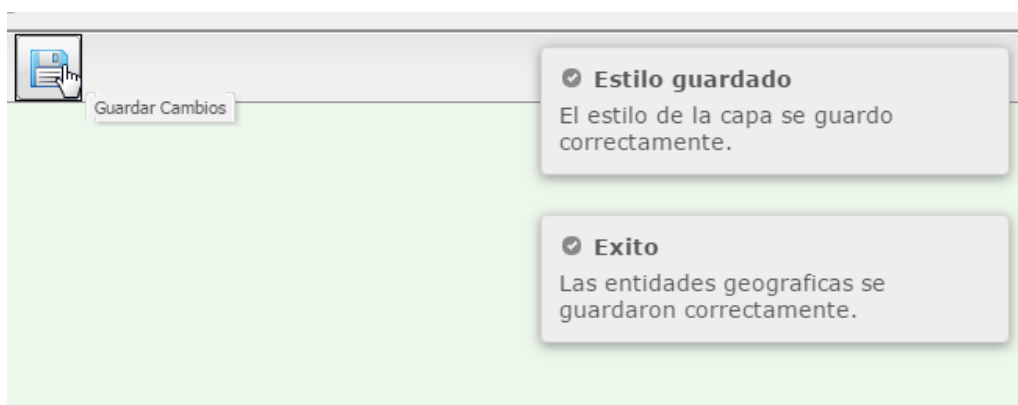 Guardar Cambios
Estilo guardado
El estilo de la capa se guardo
correctamente.
Exito
Las entidades geograficas se
guardaron correctamente.